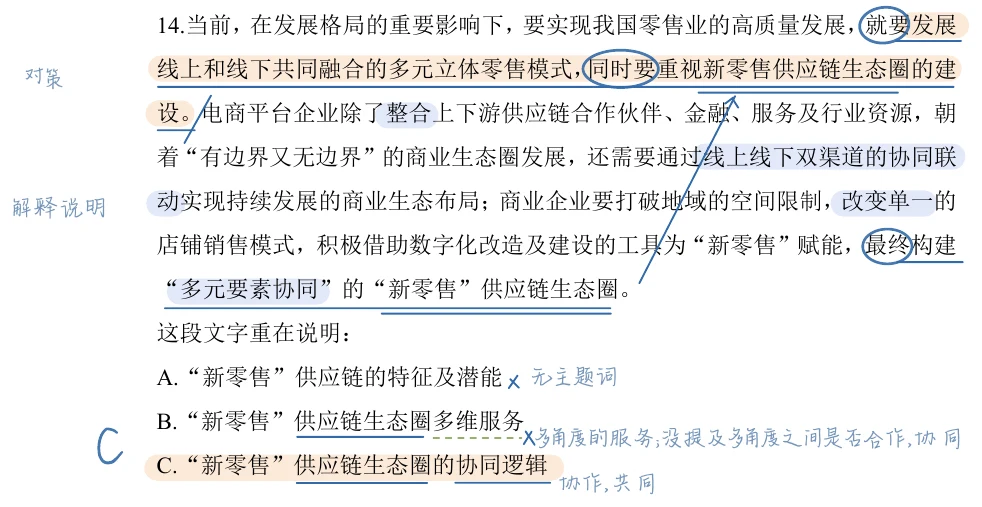 14.当前，在发展格局的重要影响下，要实现我国零售业的高质量发展，就要发展
对策
线上和线下共同融合的多元立体零售模式，同时要重视新零售供应链生态圈的建
设。电商平台企业除了整合上下游供应链合作伙伴、金融、服务及行业资源，朝
着“有边界又无边界”的商业生态圈发展，还需要通过线上线下双渠道的协同联
解释说明
动实现持续发展的商业生态布局；商业企业要打破地域的空间限制，改变单一的
店铺销售模式，积极借助数字化改造及建设的工具为“新零售”赋能，最终构建
“多元要素协同”的“新零售”供应链生态圈。
这段文字重在说明：
A.“新零售”供应链的特征及潜能 x 无主题词
B.“新零售”供应链生态圈多维服务
x多角度的服务;没提及多角度之间是否合作,协同
C
C.“新零售”供应链生态圈的协同逻辑
协作,共同